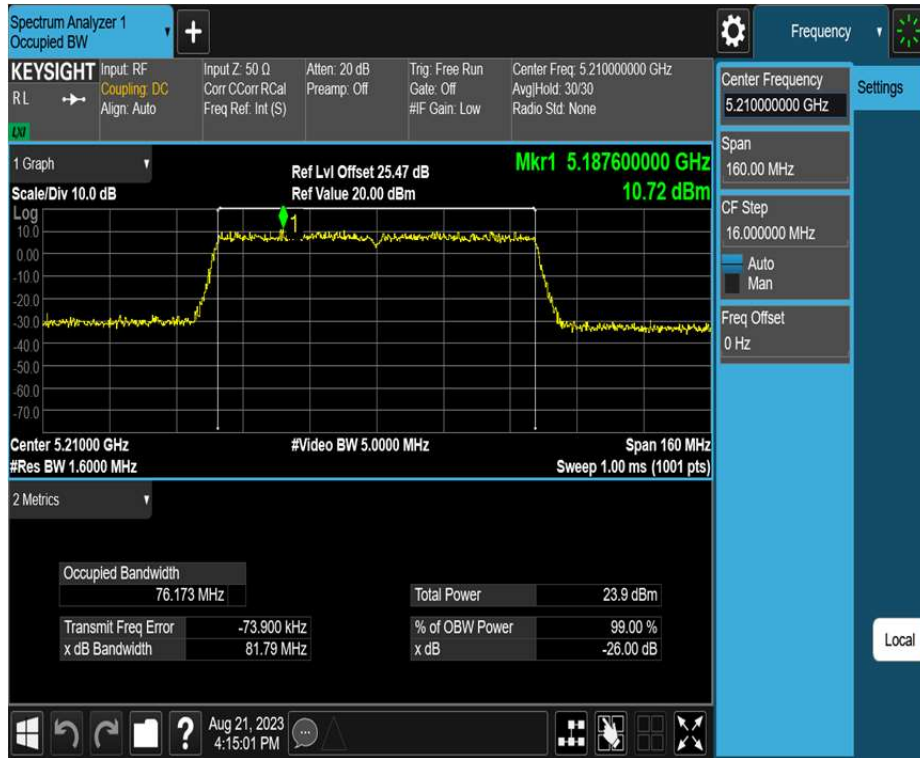 Spectrum Analyzer 1
Occupied BW
+
Frequency
KEYSIGHT
RL
LXI
Input: RF
Coupling: DC
Align: Auto
Input Z: 50 Ω
Corr CCorr RCal
Freq Ref: Int (S)
Atten: 20 dB
Preamp: Off
Trig: Free Run
Gate: Off
#IF Gain: Low
Center Freq: 5.210000000 GHz
Avg|Hold: 30/30
Radio Std: None
Center Frequency
5.210000000 GHz
Settings
Span
160.00 MHz
CF Step
16.000000 MHz
Auto
Man
Freq Offset
0 Hz
1 Graph
Scale/Div 10.0 dB
Ref Lvl Offset 25.47 dB
Ref Value 20.00 dBm
Mkr1 5.187600000 GHz
10.72 dBm
Log
10.0
0.00
-10.0
-20.0
-30.0
-40.0
-50.0
-60.0
-70.0
1
Center 5.21000 GHz
#Res BW 1.6000 MHz
#Video BW 5.0000 MHz
Span 160 MHz
Sweep 1.00 ms (1001 pts)
2 Metrics
Occupied Bandwidth
76.173 MHz
Total Power 23.9 dBm
Transmit Freq Error -73.900 kHz
% of OBW Power 99.00 %
x dB Bandwidth 81.79 MHz
x dB -26.00 dB
Local
?
Aug 21, 2023
4:15:01 PM